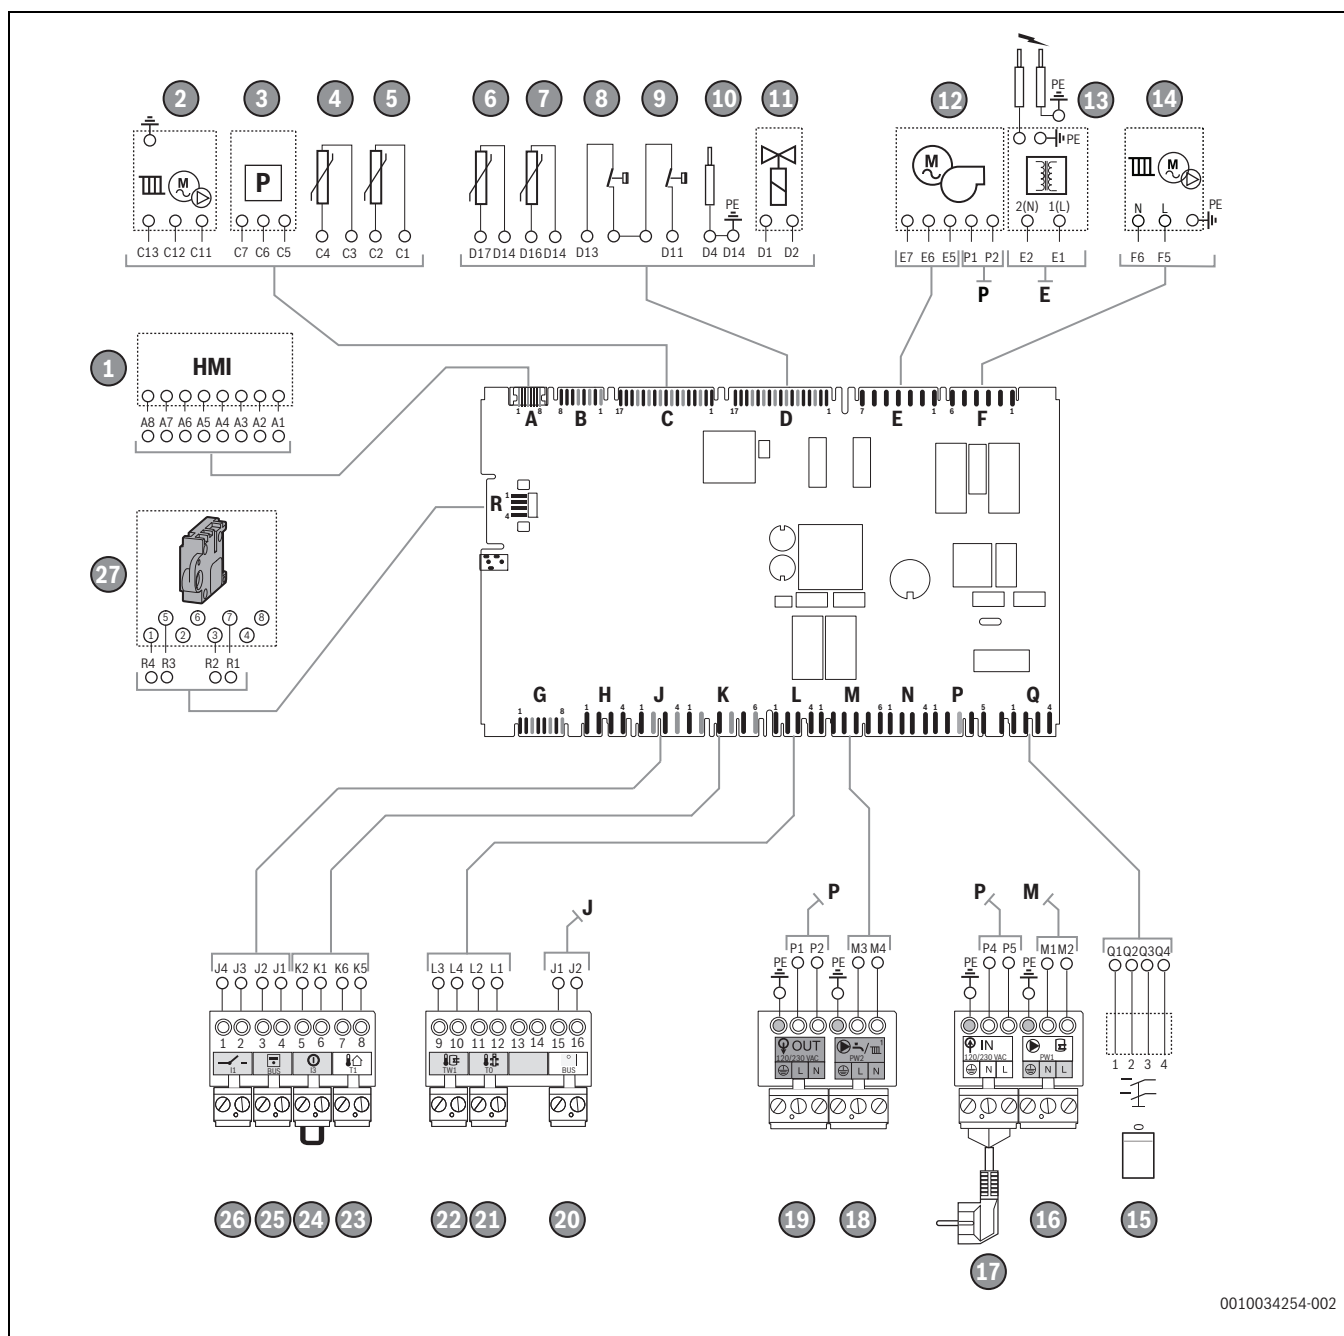 2 3 4 5 6 7 8 9 10 11 12 13 14
PE
PE
M P M M
2(N) 1(L) N L PE
PE
C13 C12 C11 C7 C6 C5 C4 C3 C2 C1 D17 D14 D16 D14 D13 D11 D4 D14 D1 D2 E7 E6 E5 P1 P2 E2 E1 F6 F5
P E
1 HMI
A8 A7 A6 A5 A4 A3 A2 A1
1 8 8 1 17 1 17 1 7 1 6 1
A B C D E F
R 1
4
27
5 6 7 8
1 2 3 4
R4 R3 R2 R1
G H J K L M N P Q
1 8 1 4 1 4 1 6 1 4 1 6 1 4 1 5 1 4
J P P M
J4 J3 J2 J1 K2 K1 K6 K5 L3 L4 L2 L1 J1 J2 PE P1 P2 PE M3 M4 PE P4 P5 PE M1 M2 Q1 Q2 Q3 Q4
1 2 3 4 5 6 7 8 9 10 11 12 13 14 15 16
OUT 1 IN
I1 BUS I3 T1 TW1 T0 BUS 120/230 VAC PW2 120/230 VAC PW1
L N L N N L N L
1 2 3 4
26 25 24 23 22 21 20 19 18 16 15
17
0010034254-002